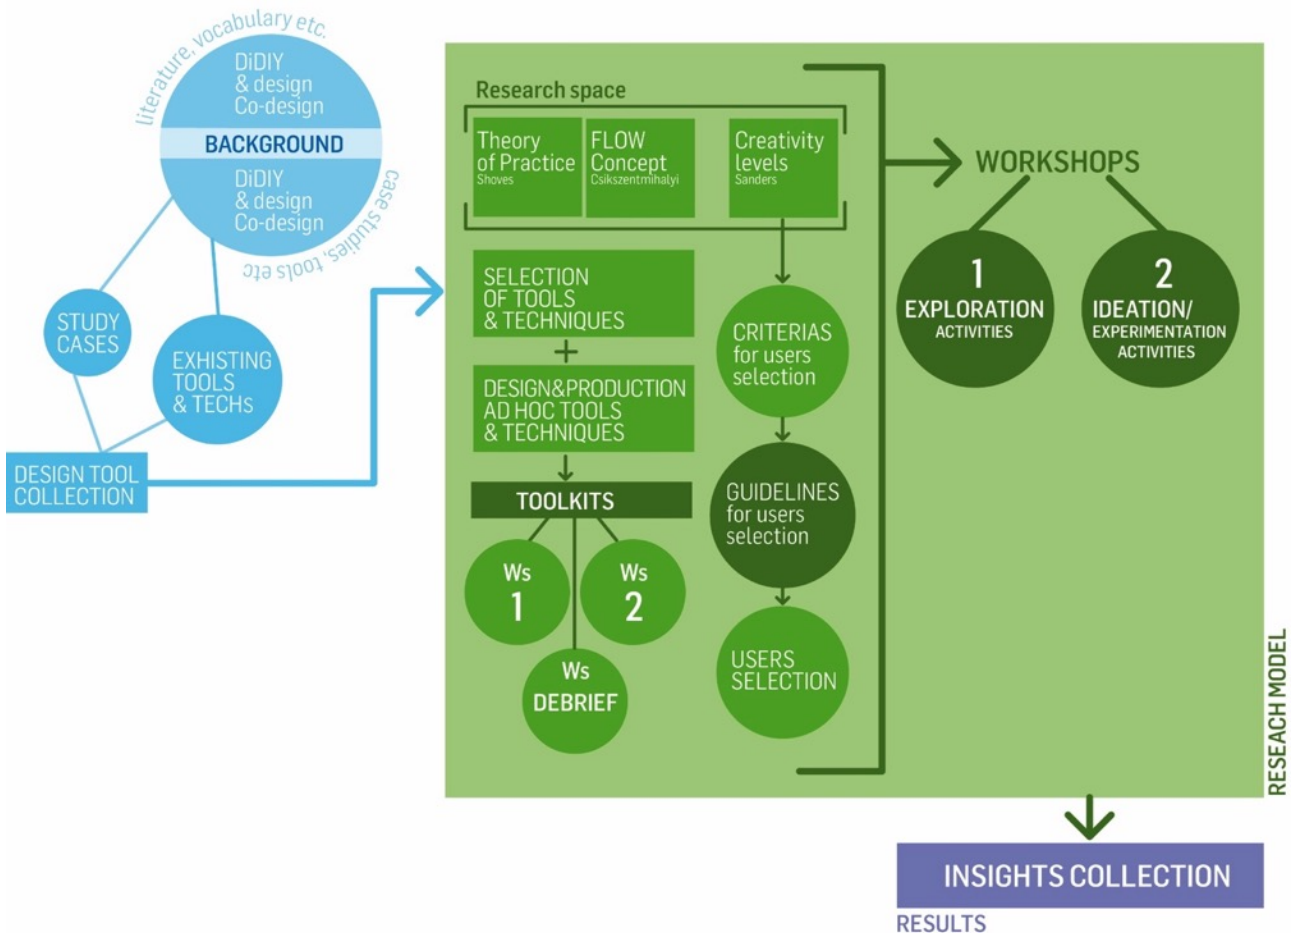 literature, vocabulary etc.
DiDIY
& design
Co-design
BACKGROUND
DiDIY
& design
Co-design
case studies, tools etc
STUDY
CASES
EXHISTING
TOOLS
& TECHs
DESIGN TOOL
COLLECTION
Research space
Theory
of Practice
Shoves
FLOW
Concept
Csikszentmihalyi
Creativity
levels
Sanders
SELECTION
OF TOOLS
& TECHNIQUES
+
DESIGN&PRODUCTION
AD HOC TOOLS
& TECHNIQUES
TOOLKITS
Ws
1
Ws
2
Ws
DEBRIEF
CRITERIAS
for users
selection
GUIDELINES
for users
selection
USERS
SELECTION
WORKSHOPS
1
EXPLORATION
ACTIVITIES
2
IDEATION/
EXPERIMENTATION
ACTIVITIES
RESEACH MODEL
INSIGHTS COLLECTION
RESULTS